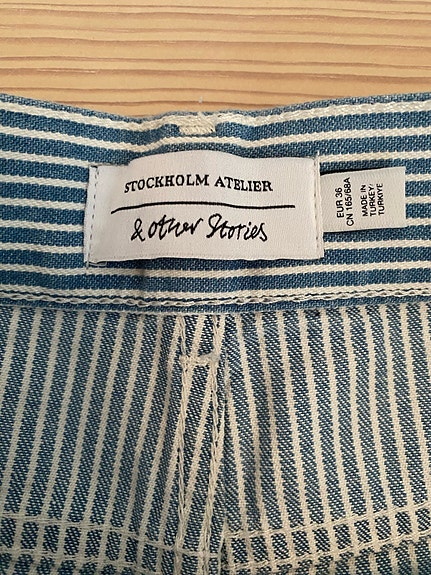 STOCKHOLM ATELIER
& other Stories
EUR 36
CN 165/68A
MADE IN
TURKEY/
TÜRKIYE